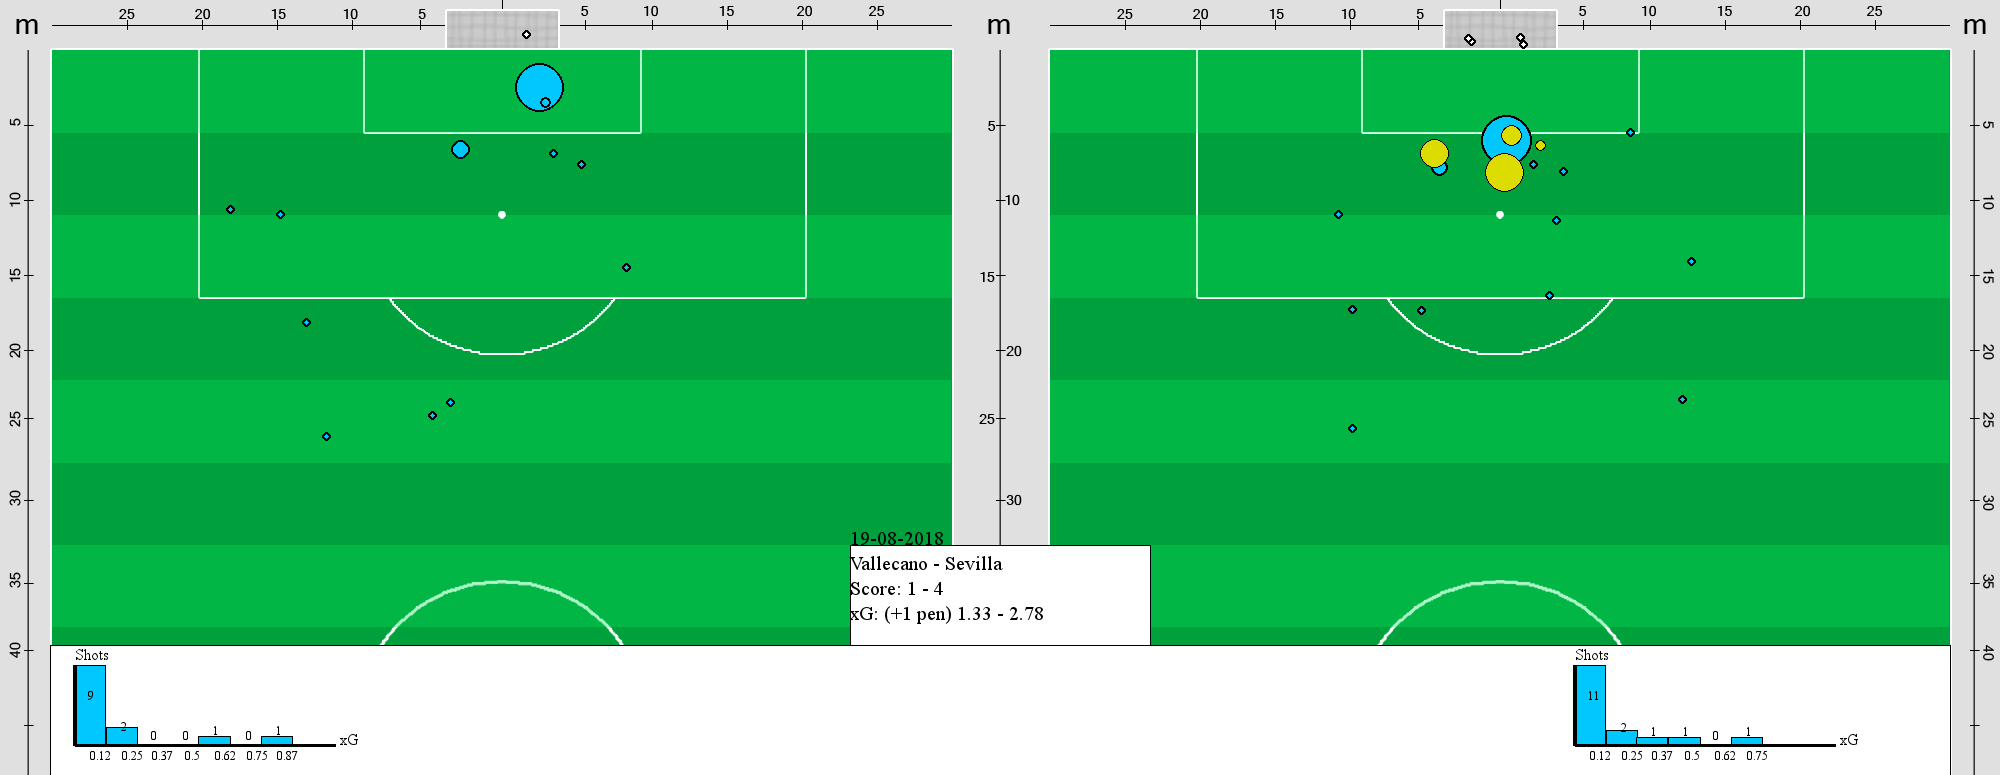 25 20 15 10 5 5 10 15 20 25
m m m
25 20 15 10 5 5 10 15 20 25
5 10 15 20 25 30 35 40
5 10 15 20 25 30
5 10 15 20 25 30 35 40
19-08-2018
Vallecano - Sevilla
Score: 1 - 4
xG: (+1 pen) 1.33 - 2.78
Shots
9 2 0 0 1 0 1
xG
0.12 0.25 0.37 0.5 0.62 0.75 0.87
Shots
11 2 1 1 0 1
xG
0.12 0.25 0.37 0.5 0.62 0.75